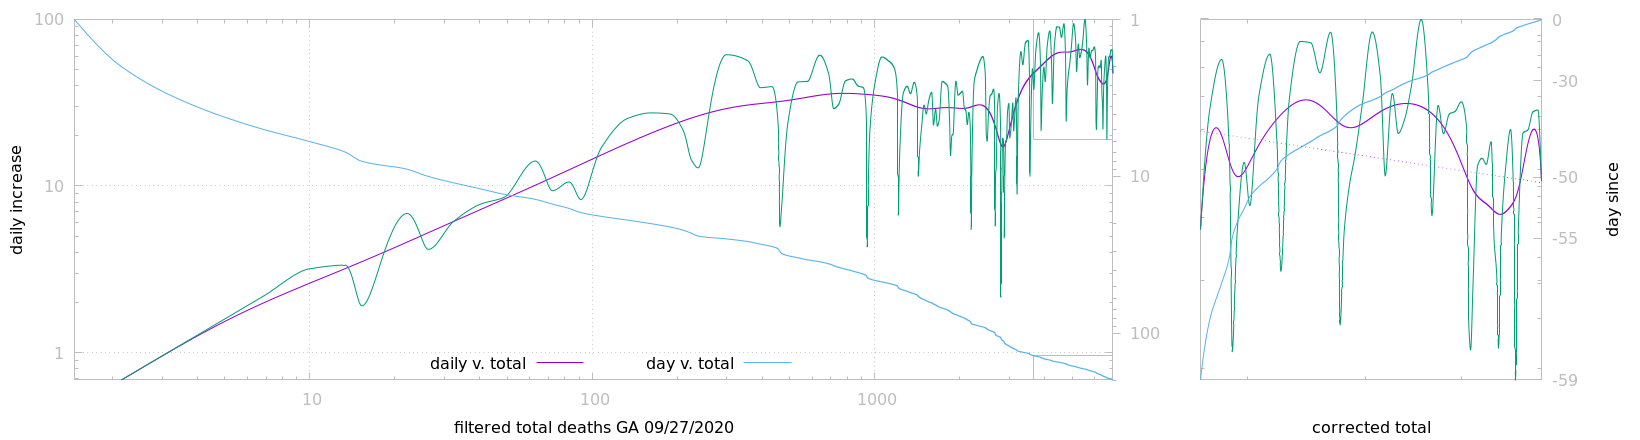 100
10
1
daily increase
daily v. total
day v. total
10
100
1000
filtered total deaths GA 09/27/2020
1
10
100
0
-30
-50
-55
-59
day since
corrected total